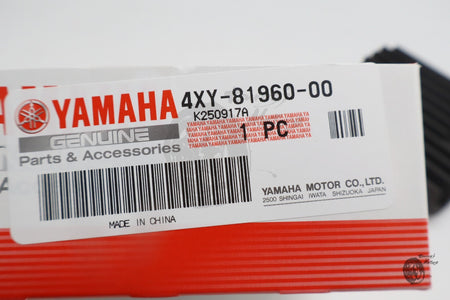 YAMAHA 4XY-81960-00
K250917A
GENUINE
Parts & Accessories
1 PC
MADE IN CHINA
YAMAHA MOTOR CO.,LTD.
2500 SHINGAI IWATA SHIZUOKA JAPAN